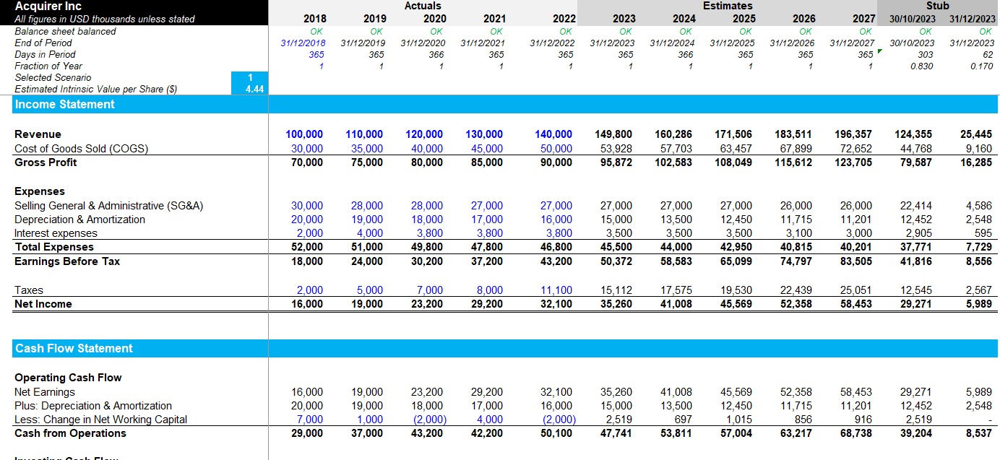 Acquirer Inc Actuals Estimates Stub
All figures in USD thousands unless stated 2018 2019 2020 2021 2022 2023 2024 2025 2026 2027 30/10/2023 31/12/2023
Balance sheet balanced OK OK OK OK OK OK OK OK OK OK OK OK
End of Period 31/12/2018 31/12/2019 31/12/2020 31/12/2021 31/12/2022 31/12/2023 31/12/2024 31/12/2025 31/12/2026 31/12/2027 30/10/2023 31/12/2023
Days in Period 365 365 366 365 365 365 366 365 365 365 303 62
Fraction of Year 1 1 1 1 1 1 1 1 1 1 0.830 0.170
Selected Scenario 1
Estimated Intrinsic Value per Share ($) 4.44
Income Statement
Revenue 100,000 110,000 120,000 130,000 140,000 149,800 160,286 171,506 183,511 196,357 124,355 25,445
Cost of Goods Sold (COGS) 30,000 35,000 40,000 45,000 50,000 53,928 57,703 63,457 67,899 72,652 44,768 9,160
Gross Profit 70,000 75,000 80,000 85,000 90,000 95,872 102,583 108,049 115,612 123,705 79,587 16,285
Expenses
Selling General & Administrative (SG&A) 30,000 28,000 28,000 27,000 27,000 27,000 27,000 27,000 26,000 26,000 22,414 4,586
Depreciation & Amortization 20,000 19,000 18,000 17,000 16,000 15,000 13,500 12,450 11,715 11,201 12,452 2,548
Interest expenses 2,000 4,000 3,800 3,800 3,800 3,500 3,500 3,500 3,100 3,000 2,905 595
Total Expenses 52,000 51,000 49,800 47,800 46,800 45,500 44,000 42,950 40,815 40,201 37,771 7,729
Earnings Before Tax 18,000 24,000 30,200 37,200 43,200 50,372 58,583 65,099 74,797 83,505 41,816 8,556
Taxes 2,000 5,000 7,000 8,000 11,100 15,112 17,575 19,530 22,439 25,051 12,545 2,567
Net Income 16,000 19,000 23,200 29,200 32,100 35,260 41,008 45,569 52,358 58,453 29,271 5,989
Cash Flow Statement
Operating Cash Flow
Net Earnings 16,000 19,000 23,200 29,200 32,100 35,260 41,008 45,569 52,358 58,453 29,271 5,989
Plus: Depreciation & Amortization 20,000 19,000 18,000 17,000 16,000 15,000 13,500 12,450 11,715 11,201 12,452 2,548
Less: Change in Net Working Capital 7,000 1,000 (2,000) 4,000 (2,000) 2,519 697 1,015 856 916 2,519 -
Cash from Operations 29,000 37,000 43,200 42,200 50,100 47,741 53,811 57,004 63,217 68,738 39,204 8,537
Investing Cash Flow